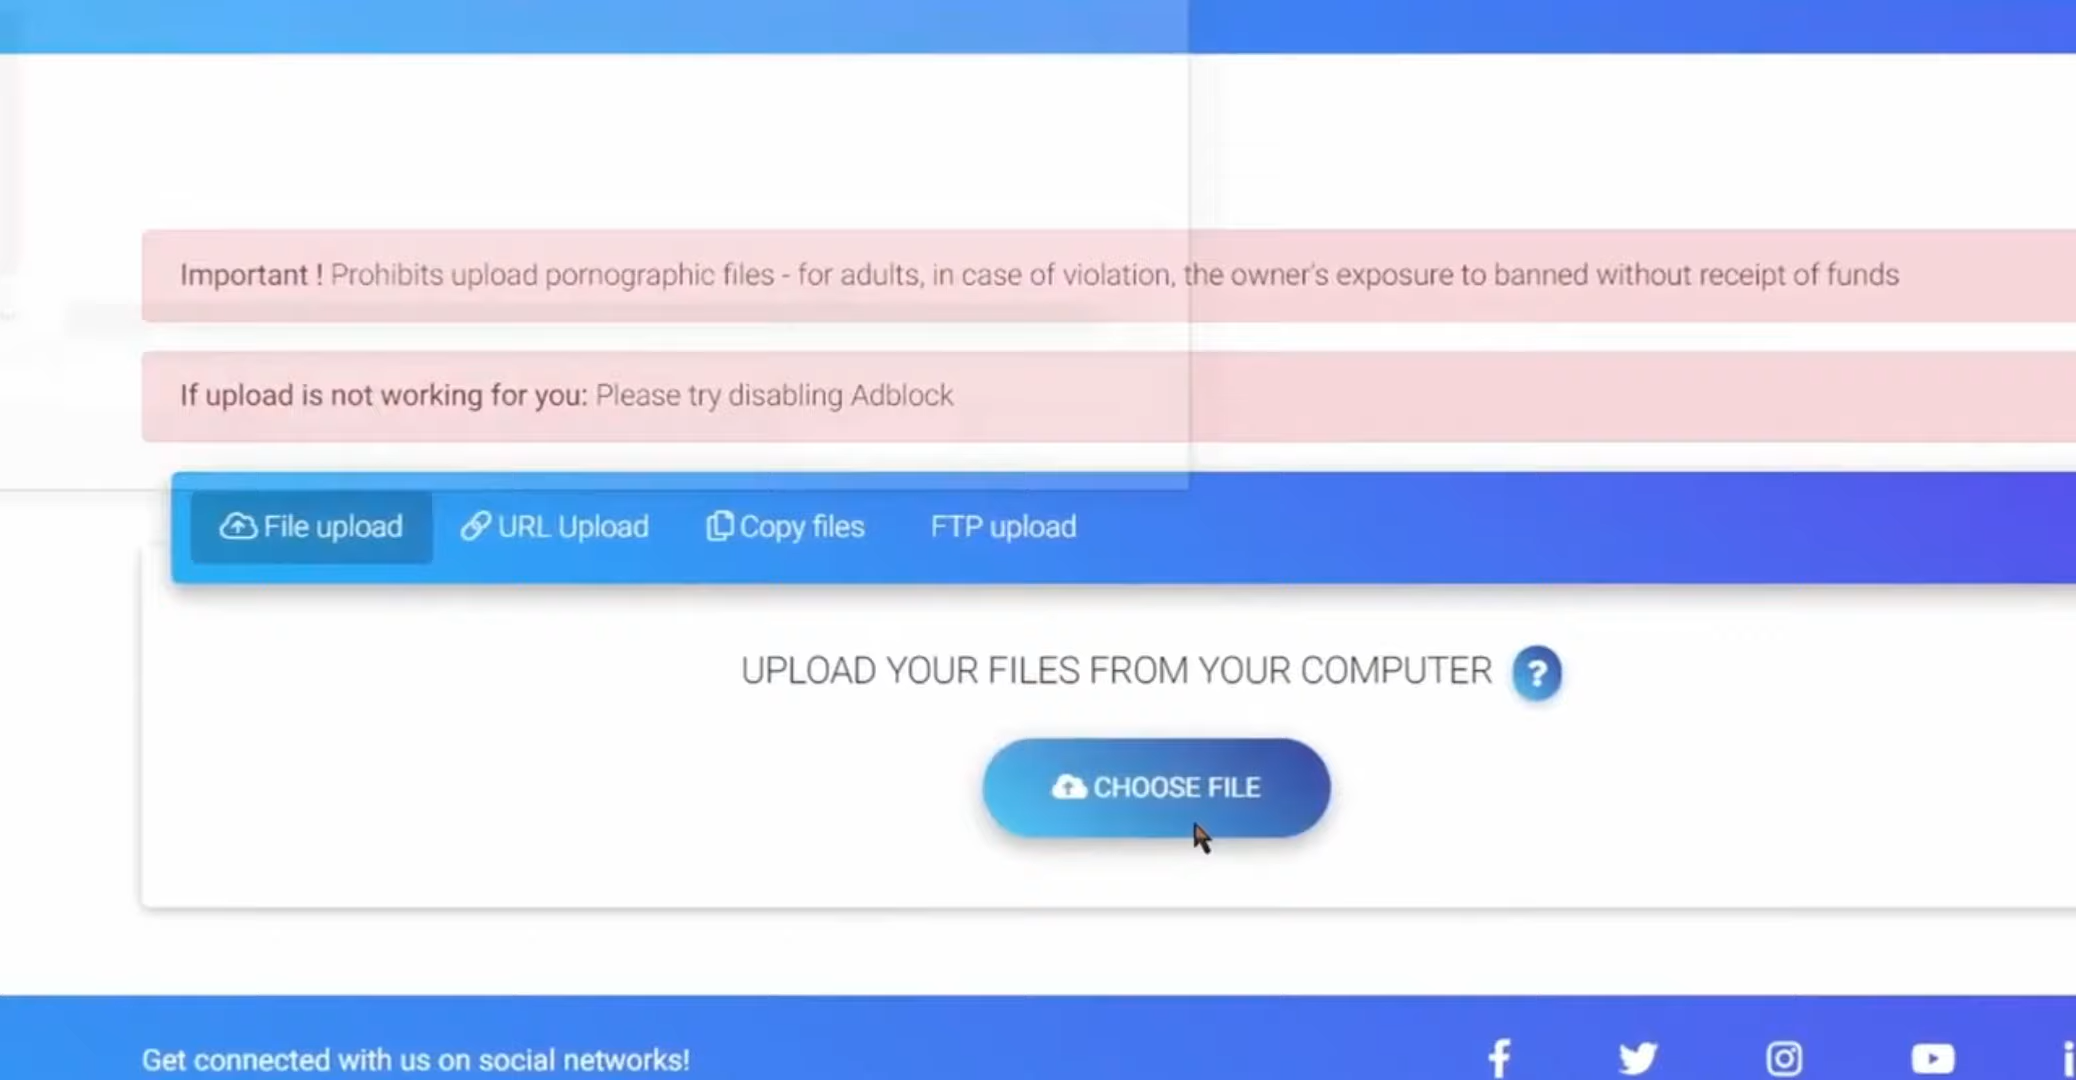 Important ! Prohibits upload pornographic files - for adults, in case of violation, the owner's exposure to banned without receipt of funds
If upload is not working for you: Please try disabling Adblock
File upload URL Upload Copy files FTP upload
UPLOAD YOUR FILES FROM YOUR COMPUTER ?
CHOOSE FILE
Get connected with us on social networks!